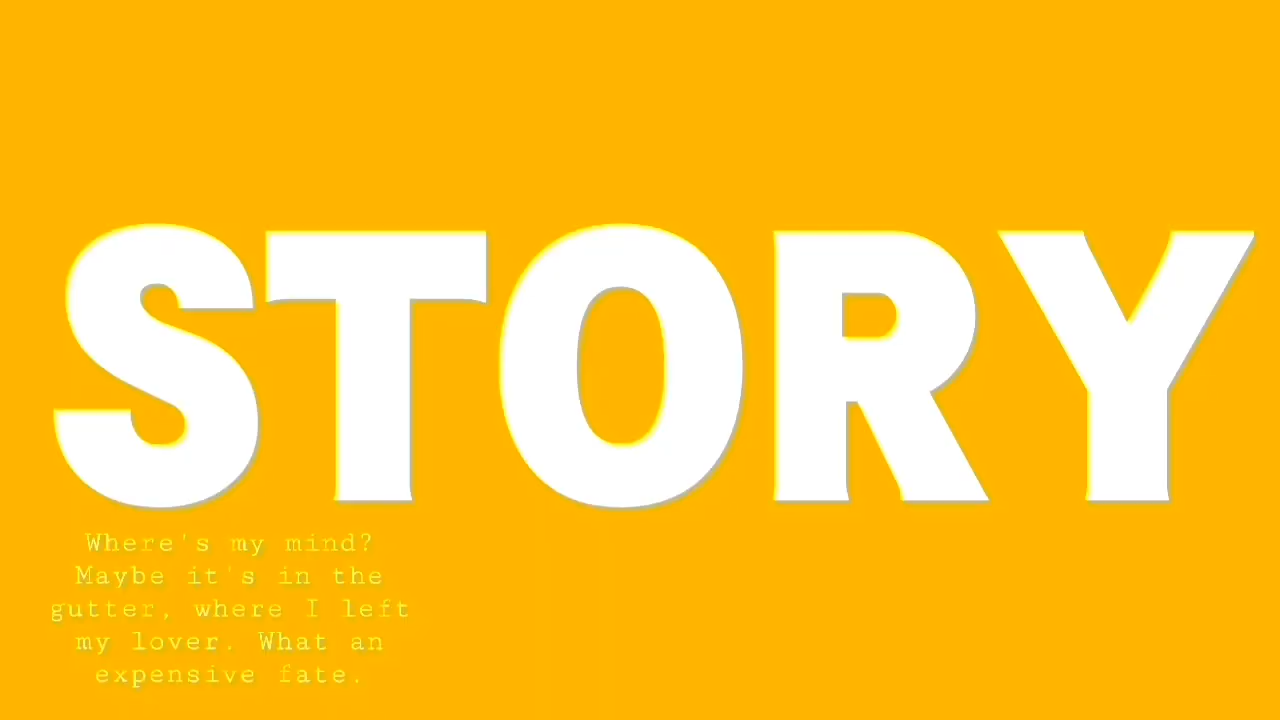 STORY
Where's my mind?
Maybe it's in the
gutter, where I left
my lover. What an
expensive fate.